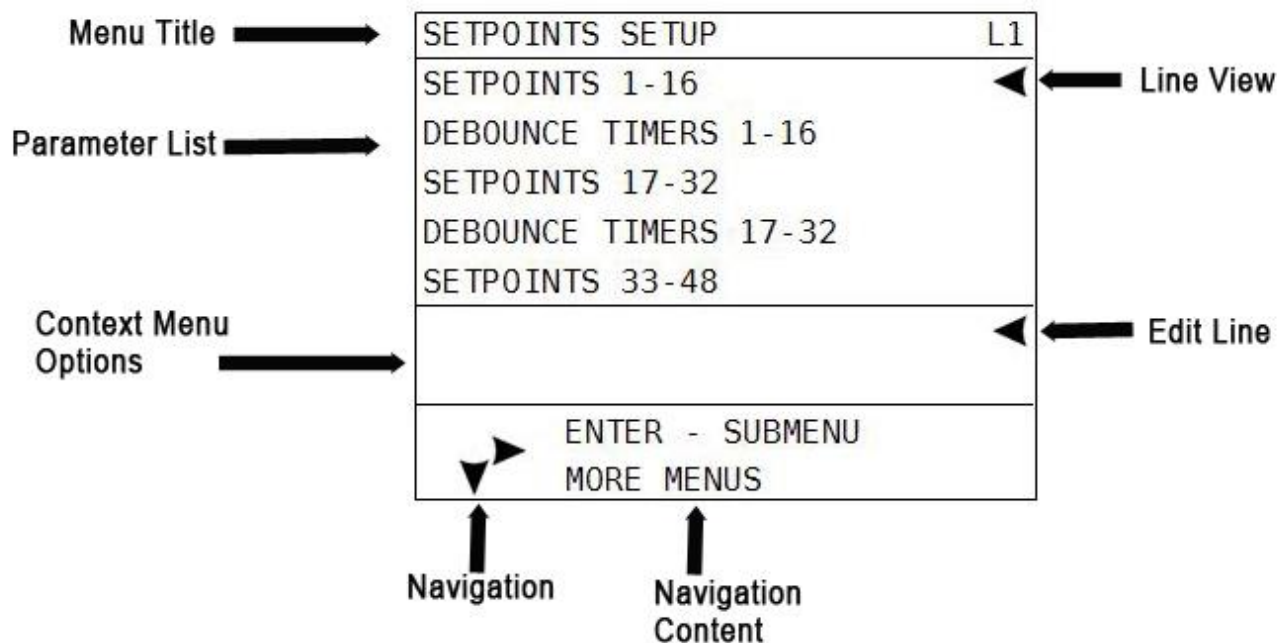 Menu Title
SETPOINTS SETUP L1
SETPOINTS 1-16
Line View
Parameter List
DEBOUNCE TIMERS 1-16
SETPOINTS 17-32
DEBOUNCE TIMERS 17-32
SETPOINTS 33-48
Context Menu
Options
Edit Line
ENTER - SUBMENU
MORE MENUS
Navigation
Navigation
Content